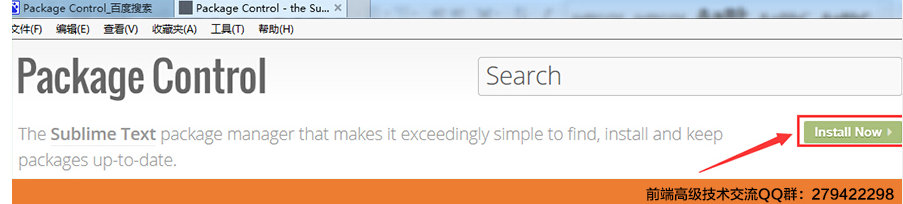 Package Control_百度搜索
Package Control - the Su...
文件(F) 编辑(E) 查看(V) 收藏夹(A) 工具(T) 帮助(H)
Package Control
Search
The Sublime Text package manager that makes it exceedingly simple to find, install and keep
packages up-to-date.
Install Now
前端高级技术交流QQ群：279422298